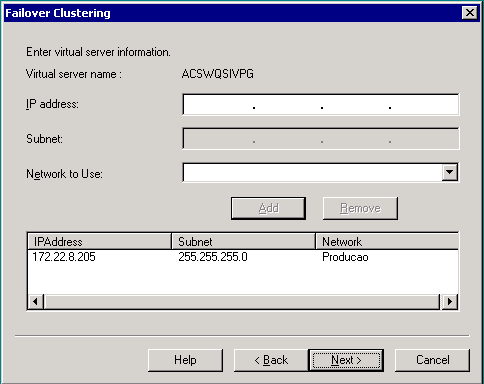 Failover Clustering
Enter virtual server information.
Virtual server name : ACSWQSIVPG
IP address: . . .
Subnet: . . .
Network to Use:
Add Remove
IPAddress Subnet Network
172.22.8.205 255.255.255.0 Producao
Help < Back Next > Cancel